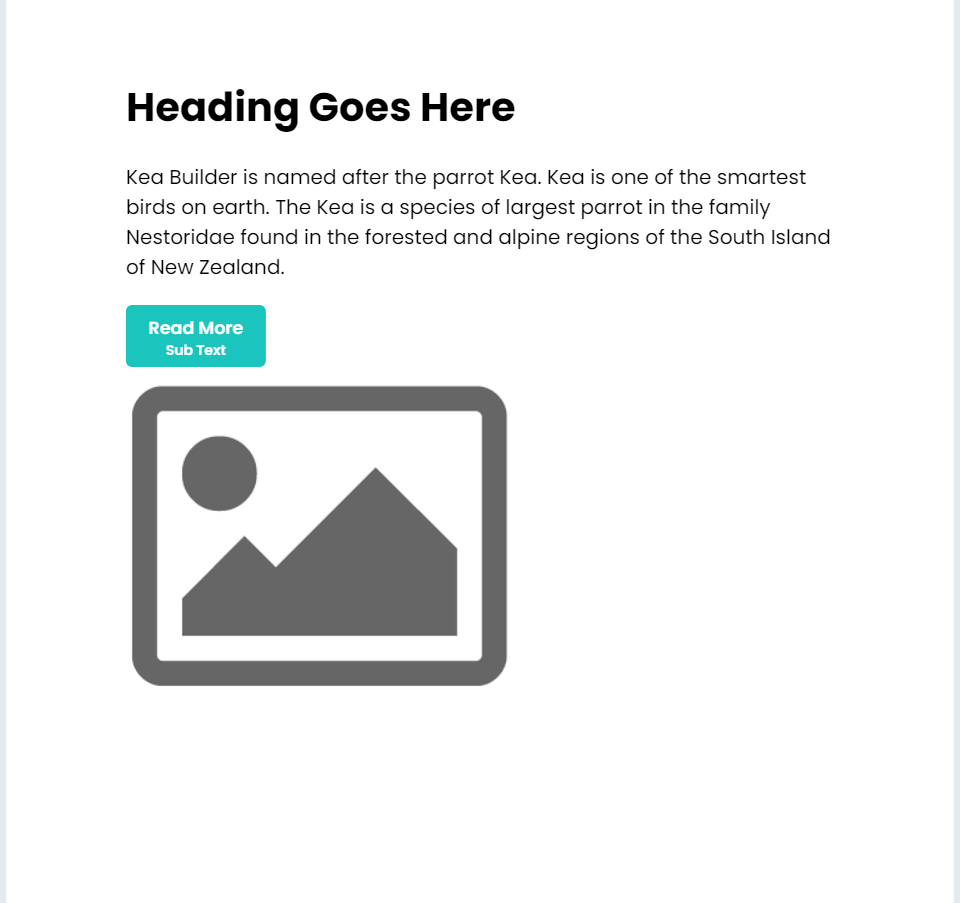 Heading Goes Here
Kea Builder is named after the parrot Kea. Kea is one of the smartest
birds on earth. The Kea is a species of largest parrot in the family
Nestoridae found in the forested and alpine regions of the South Island
of New Zealand.
Read More
Sub Text